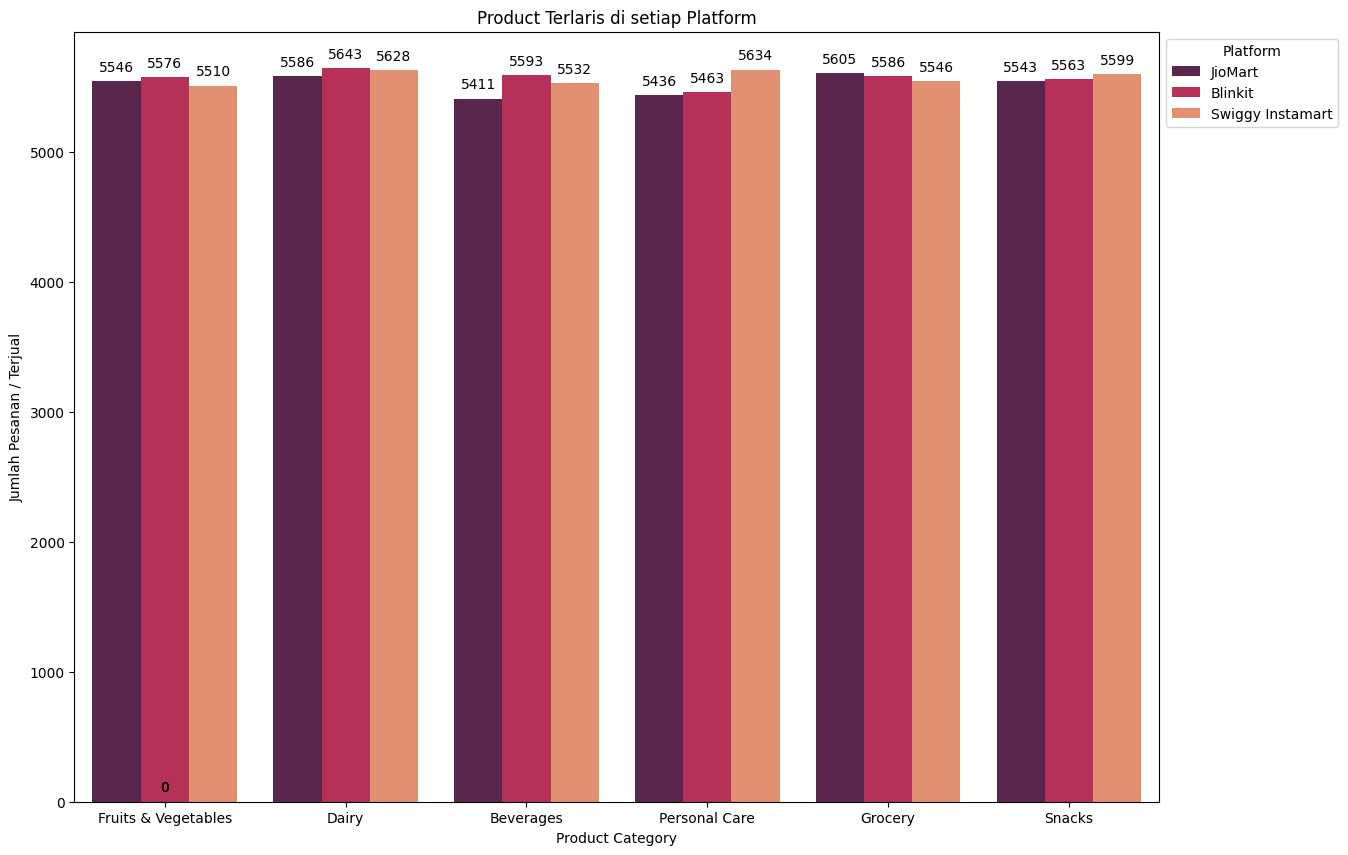 Product Terlaris di setiap Platform
Platform
JioMart
Blinkit
Swiggy Instamart
5546 5576 5510 5586 5643 5628 5411 5593 5532 5436 5463 5634 5605 5586 5546 5543 5563 5599
0
Jumlah Pesanan / Terjual
5000
4000
3000
2000
1000
0
Fruits & Vegetables Dairy Beverages Personal Care Grocery Snacks
Product Category